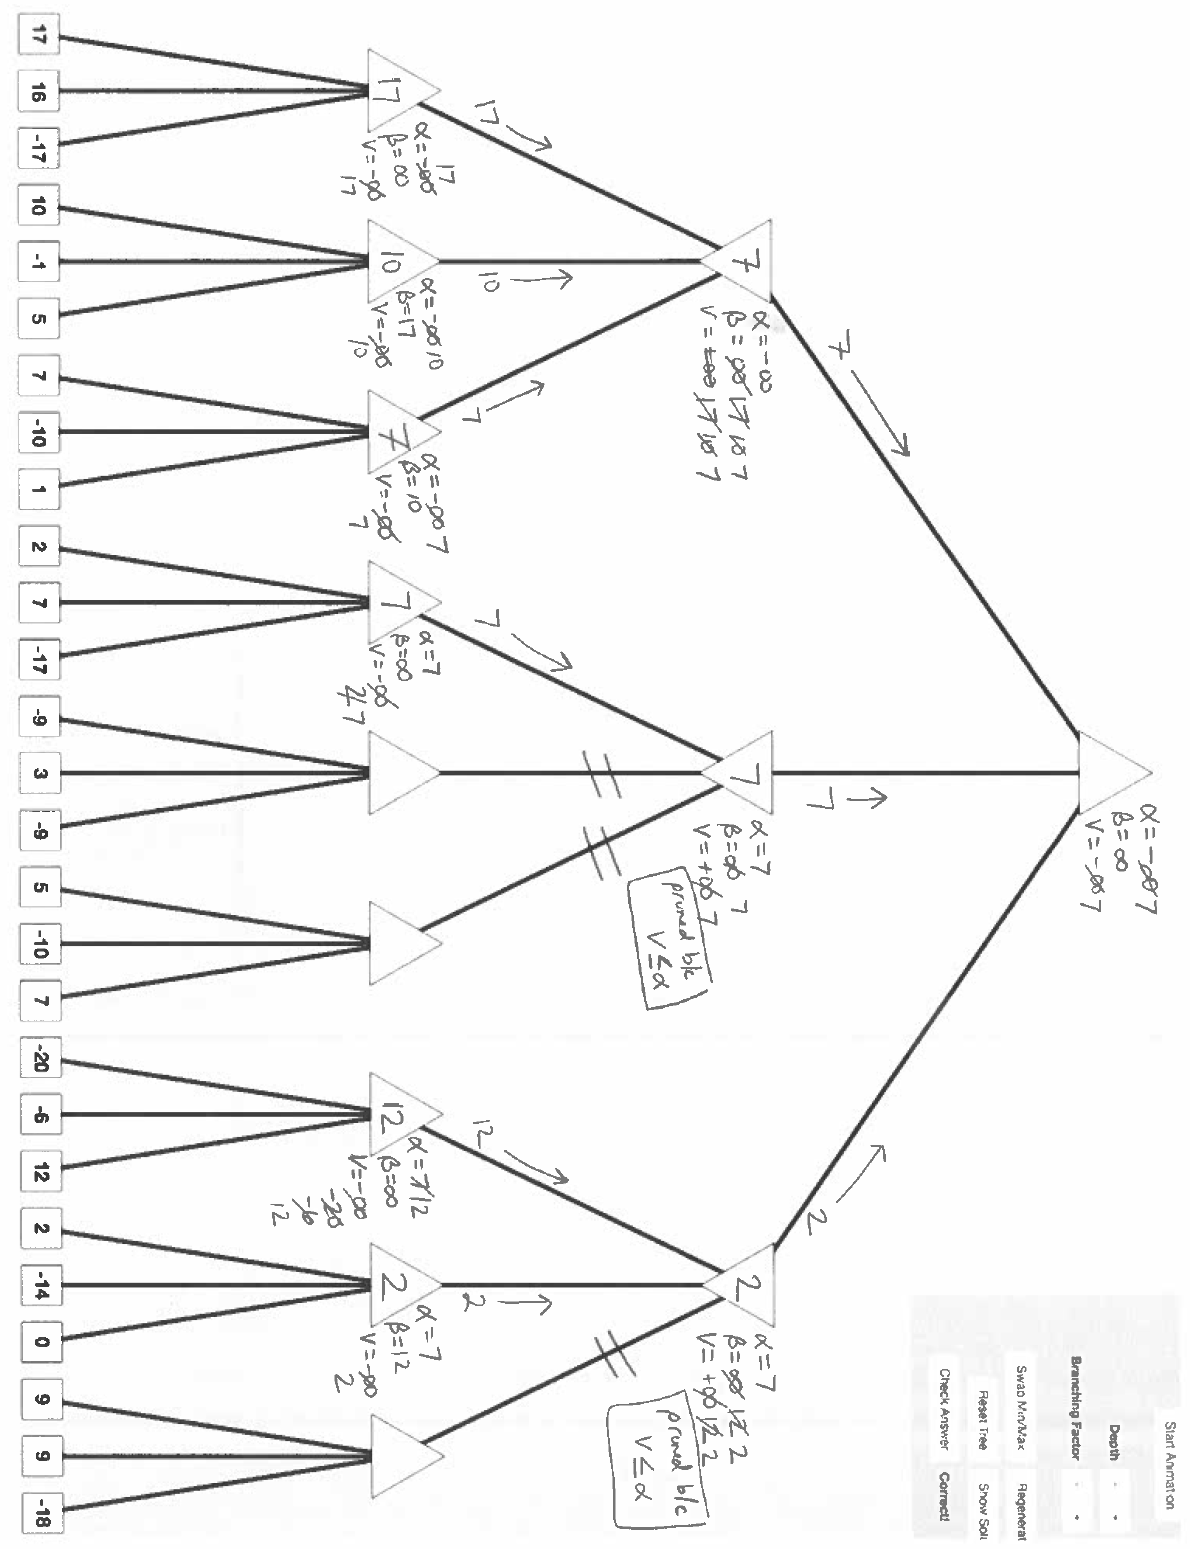 Start Animation
Depth
- +
Branching Factor
- +
Swap Min/Max Regenerat
Reset Tree Show Solu
Check Answer Correct!
α = -∞ 7
β = ∞
v = -∞ 7
7
7
2
7
α = -∞
β = ∞ 17 10 7
v = +∞ 17 10 7
7
α = 7
β = ∞ 7
v = +∞ 7
pruned b/c
v ≤ α
2
α = 7
β = ∞ 12 2
v = +∞ 12 2
pruned b/c
v ≤ α
17
10
7
7
12
2
17
α = -∞ 17
β = ∞
v = -∞
17
10
α = -∞ 10
β = 17
v = -∞
10
7
α = -∞ 7
β = 10
v = -∞
7
7
α = 7
β = ∞
v = -∞
2 7
12
α = 7 12
β = ∞
v = -∞
-20
-6
12
2
α = 7
β = 12
v = -∞
2
17 16 -17 10 -1 5 7 -10 1 2 7 -17 -9 3 -9 5 -10 7 -20 -6 12 2 -14 0 9 9 -18